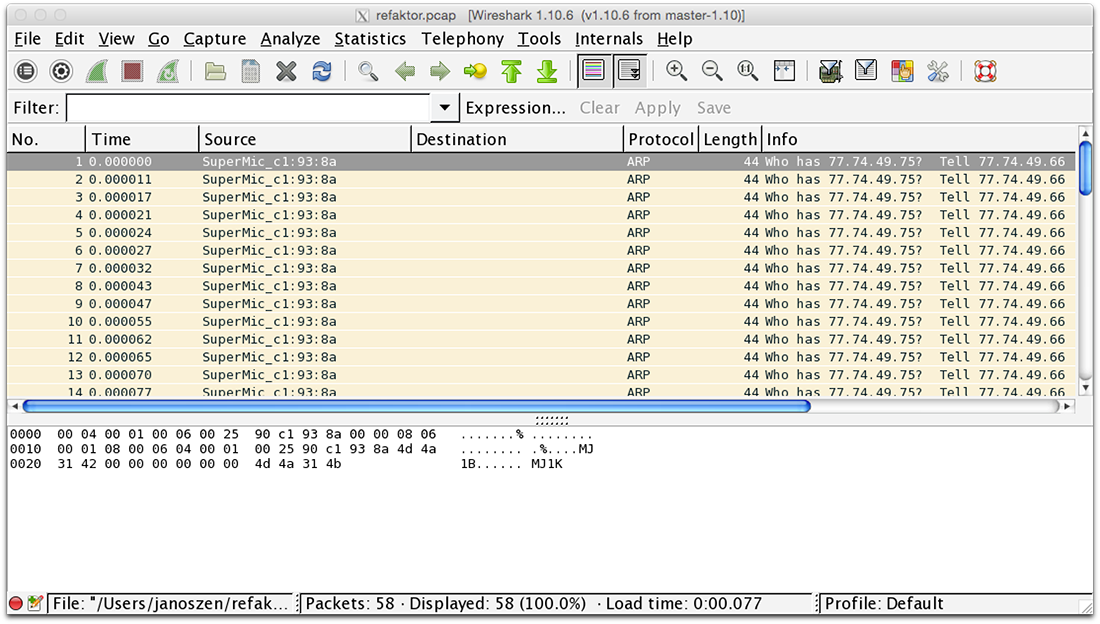 refaktor.pcap [Wireshark 1.10.6 (v1.10.6 from master-1.10)]
File Edit View Go Capture Analyze Statistics Telephony Tools Internals Help
Filter: Expression... Clear Apply Save
No. Time Source Destination Protocol Length Info
1 0.000000 SuperMic_c1:93:8a ARP 44 Who has 77.74.49.75? Tell 77.74.49.66
2 0.000011 SuperMic_c1:93:8a ARP 44 Who has 77.74.49.75? Tell 77.74.49.66
3 0.000017 SuperMic_c1:93:8a ARP 44 Who has 77.74.49.75? Tell 77.74.49.66
4 0.000021 SuperMic_c1:93:8a ARP 44 Who has 77.74.49.75? Tell 77.74.49.66
5 0.000024 SuperMic_c1:93:8a ARP 44 Who has 77.74.49.75? Tell 77.74.49.66
6 0.000027 SuperMic_c1:93:8a ARP 44 Who has 77.74.49.75? Tell 77.74.49.66
7 0.000032 SuperMic_c1:93:8a ARP 44 Who has 77.74.49.75? Tell 77.74.49.66
8 0.000043 SuperMic_c1:93:8a ARP 44 Who has 77.74.49.75? Tell 77.74.49.66
9 0.000047 SuperMic_c1:93:8a ARP 44 Who has 77.74.49.75? Tell 77.74.49.66
10 0.000055 SuperMic_c1:93:8a ARP 44 Who has 77.74.49.75? Tell 77.74.49.66
11 0.000062 SuperMic_c1:93:8a ARP 44 Who has 77.74.49.75? Tell 77.74.49.66
12 0.000065 SuperMic_c1:93:8a ARP 44 Who has 77.74.49.75? Tell 77.74.49.66
13 0.000070 SuperMic_c1:93:8a ARP 44 Who has 77.74.49.75? Tell 77.74.49.66
14 0.000077 SuperMic_c1:93:8a ARP 44 Who has 77.74.49.75? Tell 77.74.49.66
0000 00 04 00 01 00 06 00 25 90 c1 93 8a 00 00 08 06 .......% ........
0010 00 01 08 00 06 04 00 01 00 25 90 c1 93 8a 4d 4a ........ .%....MJ
0020 31 42 00 00 00 00 00 00 4d 4a 31 4b 1B...... MJ1K
File: "/Users/janoszen/refak... Packets: 58 · Displayed: 58 (100.0%) · Load time: 0:00.077 Profile: Default